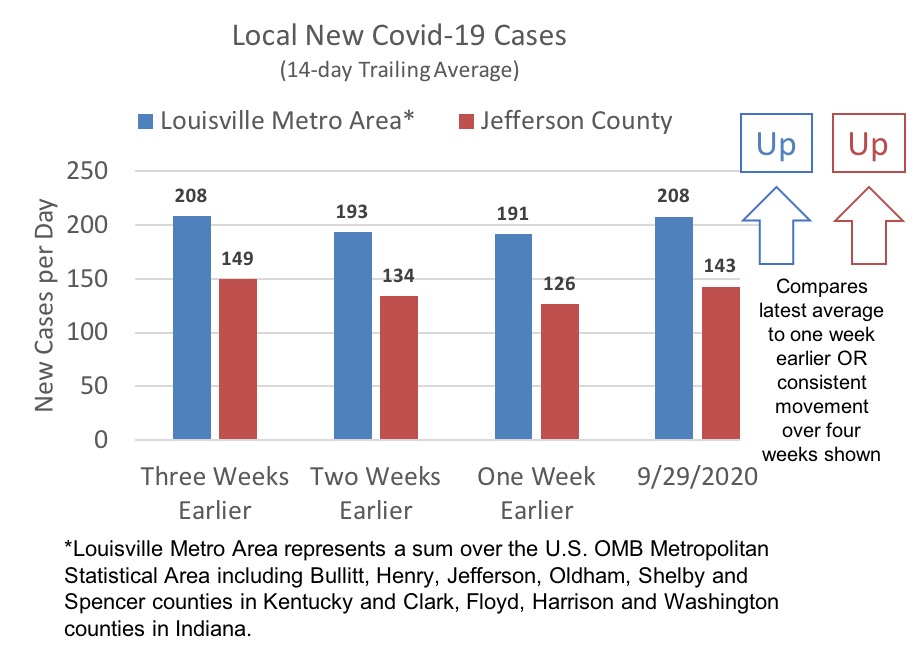 Local New Covid-19 Cases
(14-day Trailing Average)
Louisville Metro Area*
Jefferson County
Up
Up
New Cases per Day
250
200
150
100
50
0
208
149
193
134
191
126
208
143
Three Weeks
Earlier
Two Weeks
Earlier
One Week
Earlier
9/29/2020
Compares
latest average
to one week
earlier OR
consistent
movement
over four
weeks shown
*Louisville Metro Area represents a sum over the U.S. OMB Metropolitan
Statistical Area including Bullitt, Henry, Jefferson, Oldham, Shelby and
Spencer counties in Kentucky and Clark, Floyd, Harrison and Washington
counties in Indiana.